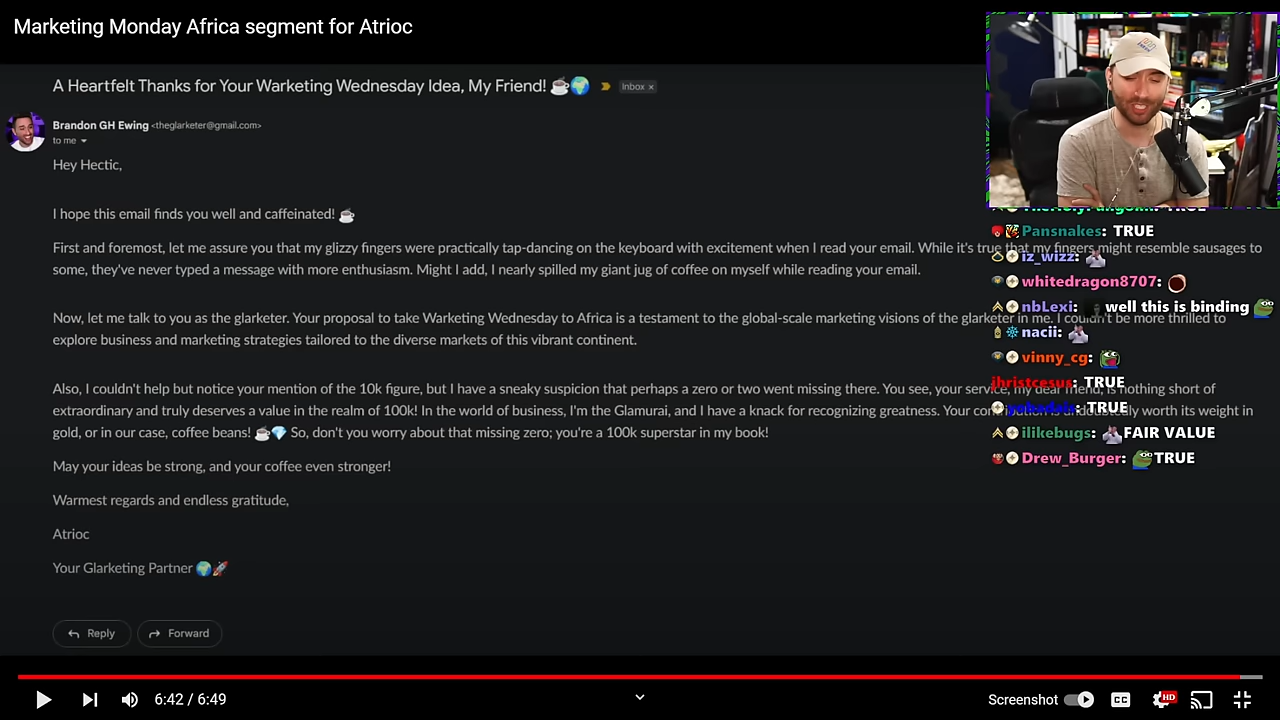 Marketing Monday Africa segment for Atrioc
A Heartfelt Thanks for Your Warketing Wednesday Idea, My Friend! ☕🌍 Inbox x
Brandon GH Ewing <theglarketer@gmail.com>
to me
Hey Hectic,
I hope this email finds you well and caffeinated! ☕
First and foremost, let me assure you that my glizzy fingers were practically tap-dancing on the keyboard with excitement when I read your email. While it's true that my fingers might resemble sausages to
some, they've never typed a message with more enthusiasm. Might I add, I nearly spilled my giant jug of coffee on myself while reading your email.
Now, let me talk to you as the glarketer. Your proposal to take Warketing Wednesday to Africa is a testament to the global-scale marketing visions of the glarketer in me. I couldn't be more thrilled to
explore business and marketing strategies tailored to the diverse markets of this vibrant continent.
Also, I couldn't help but notice your mention of the 10k figure, but I have a sneaky suspicion that perhaps a zero or two went missing there. You see, your service, my dear friend, is nothing short of
extraordinary and truly deserves a value in the realm of 100k! In the world of business, I'm the Glamurai, and I have a knack for recognizing greatness. Your worth its weight in
gold, or in our case, coffee beans! ☕💎 So, don't you worry about that missing zero; you're a 100k superstar in my book!
May your ideas be strong, and your coffee even stronger!
Warmest regards and endless gratitude,
Atrioc
Your Glarketing Partner 🌍🚀
Reply Forward
TRUE
Pansnakes: TRUE
iz_wizz:
whitedragon8707:
nbLexi: well this is binding
nacii:
vinny_cg:
jhristcesus: TRUE
TRUE
ilikebugs: FAIR VALUE
Drew_Burger: TRUE
6:42 / 6:49
Screenshot
CC
HD